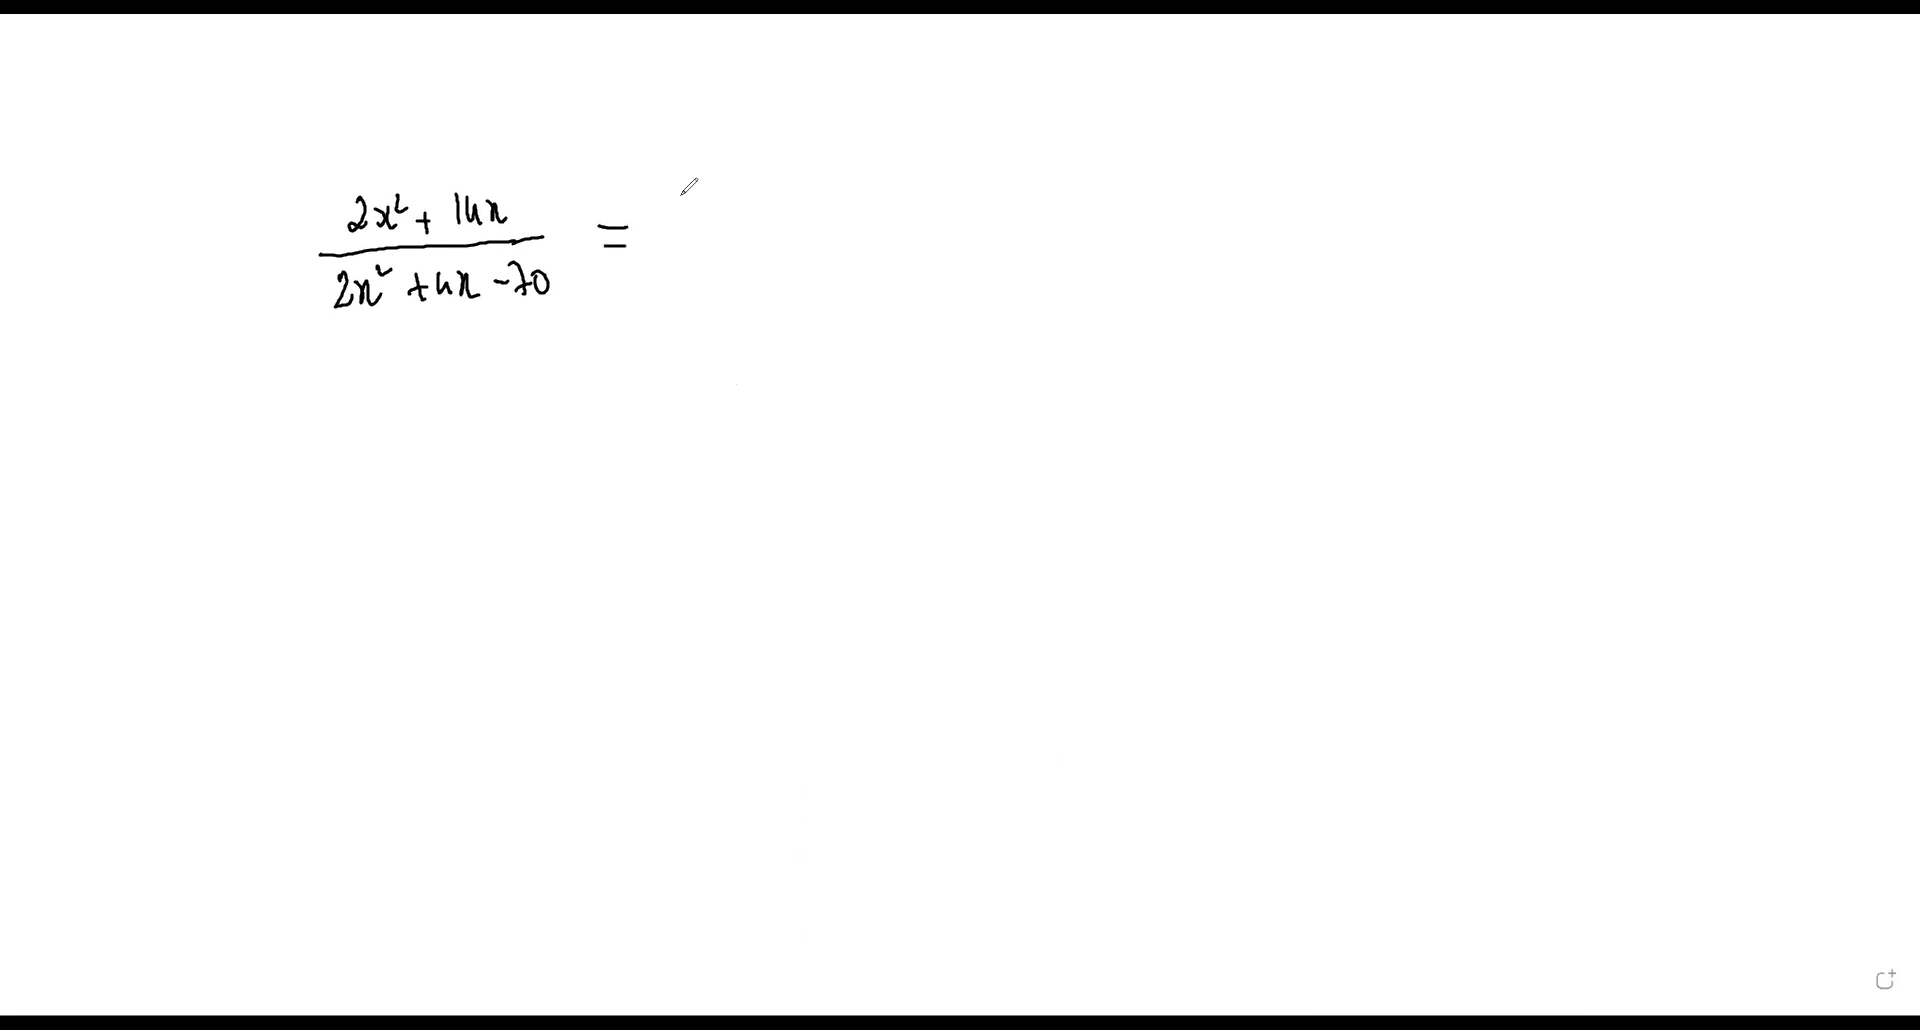 2x² + 14x
2x² + 4x - 70 =